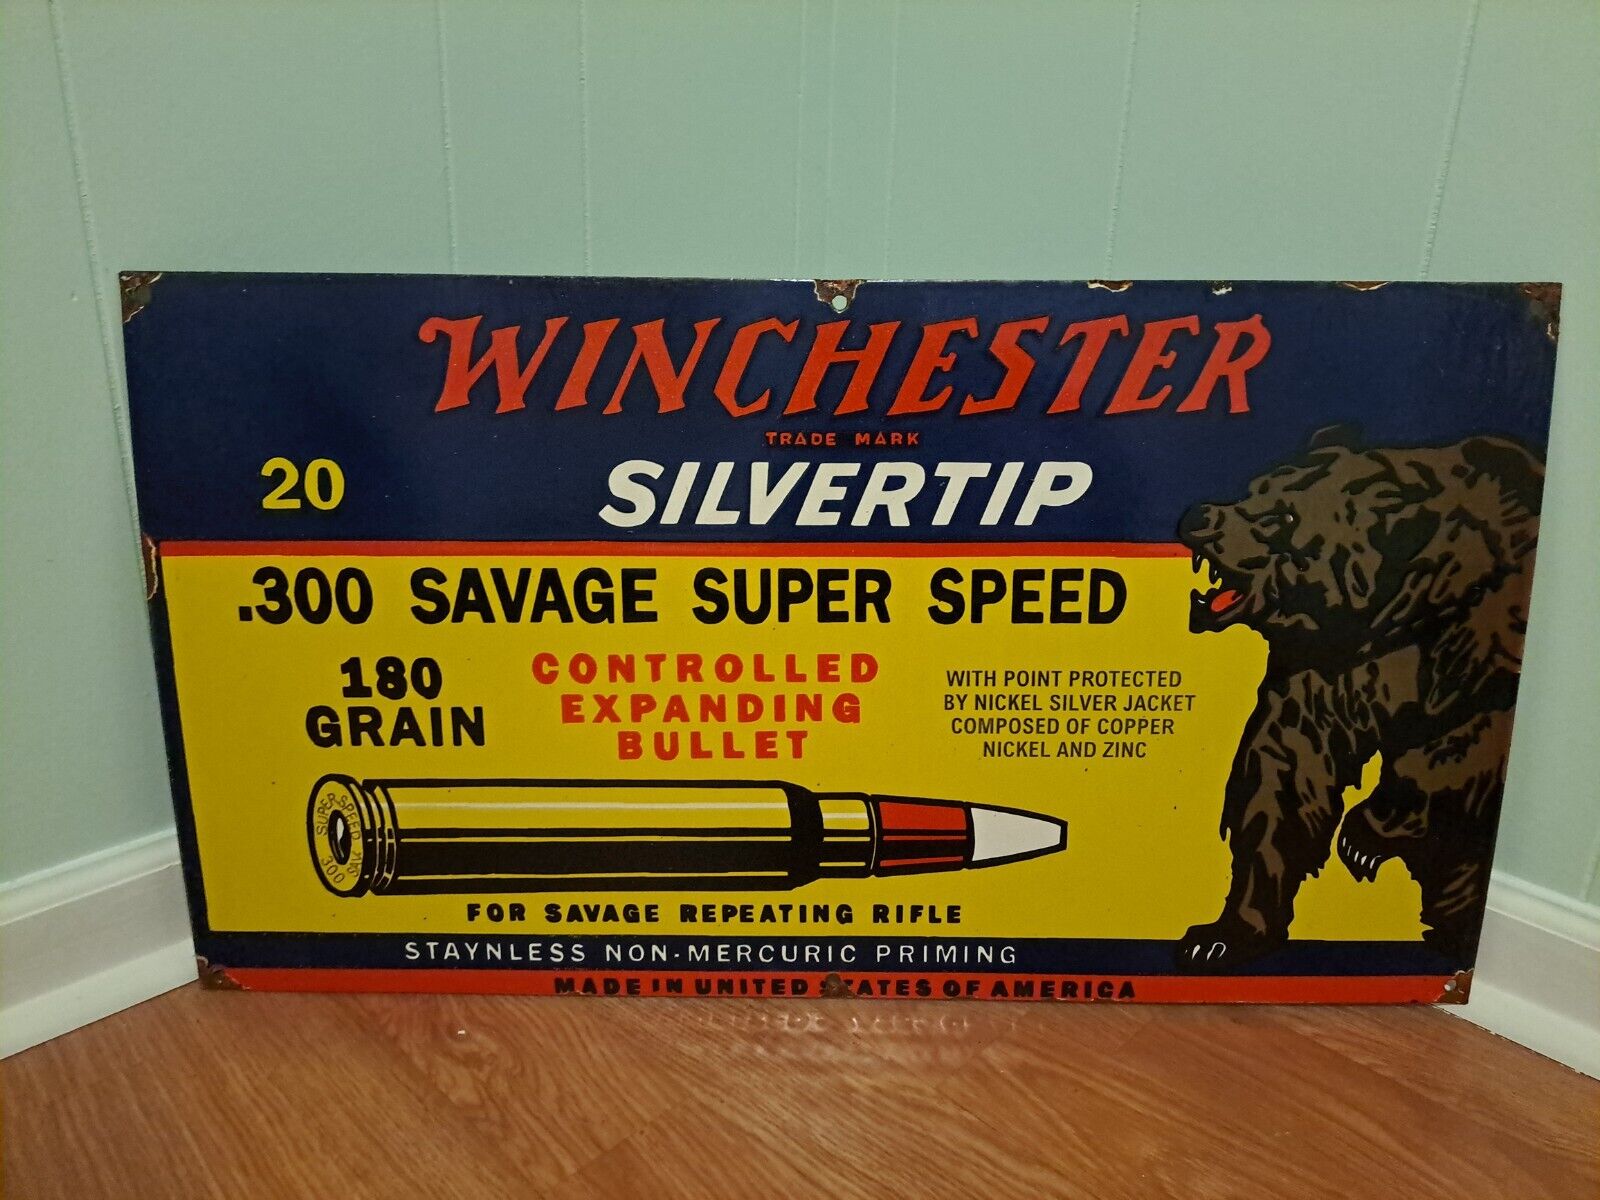 WINCHESTER
TRADE MARK
20
SILVERTIP
.300 SAVAGE SUPER SPEED
180
GRAIN
CONTROLLED
EXPANDING
BULLET
WITH POINT PROTECTED
BY NICKEL SILVER JACKET
COMPOSED OF COPPER
NICKEL AND ZINC
SUPER SPEED
300 SAV.
FOR SAVAGE REPEATING RIFLE
STAYNLESS NON-MERCURIC PRIMING
MADE IN UNITED STATES OF AMERICA